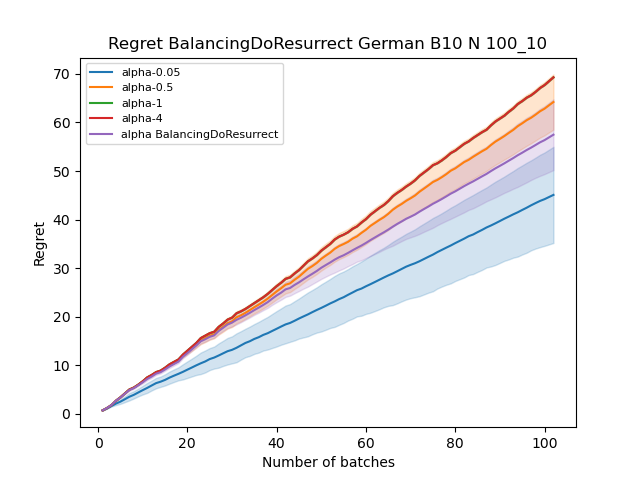 Regret BalancingDoResurrect German B10 N 100_10
alpha-0.05
alpha-0.5
alpha-1
alpha-4
alpha BalancingDoResurrect
70
60
50
40
30
20
10
0
Regret
0 20 40 60 80 100
Number of batches